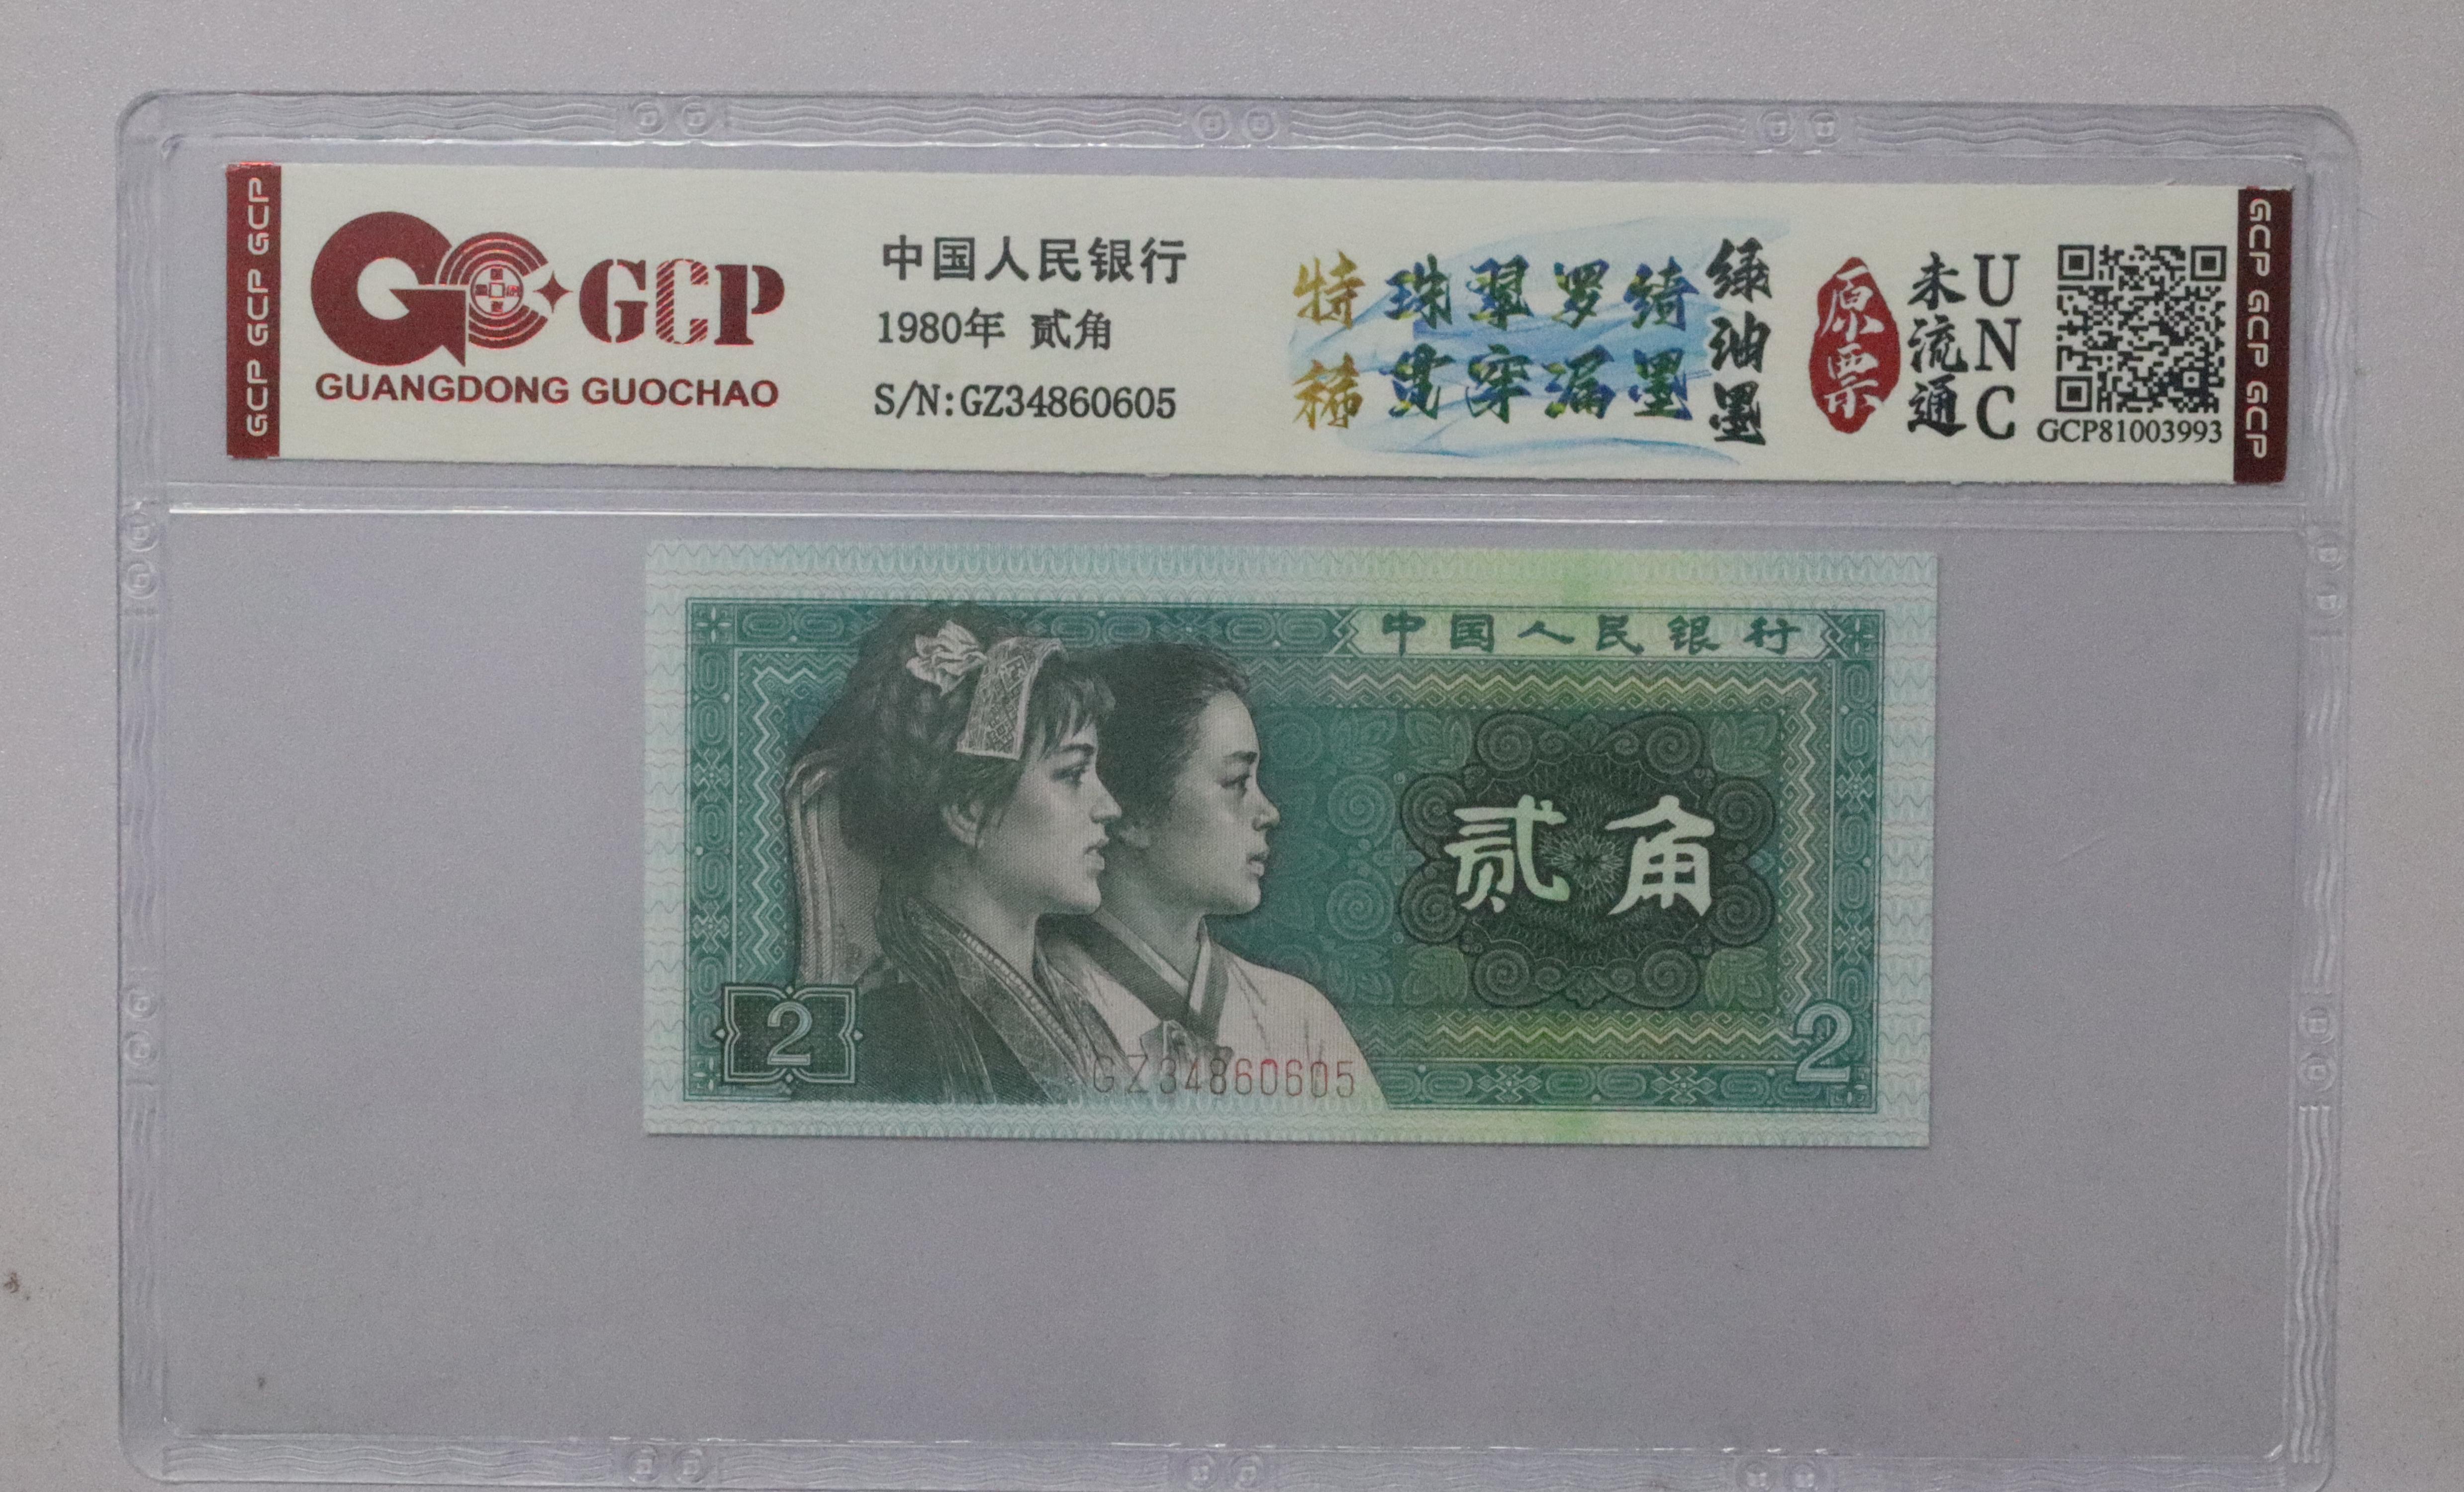 GCP GCP GCP
GCP
GUANGDONG GUOCHAO
中国人民银行
1980年 贰角
S/N:GZ34860605
特稀
珠翠罗绮
贯穿漏墨
绿油墨
原票
未流通
UNC
GCP81003993
GCP GCP GCP
中国人民银行
贰角
2
GZ34860605
2